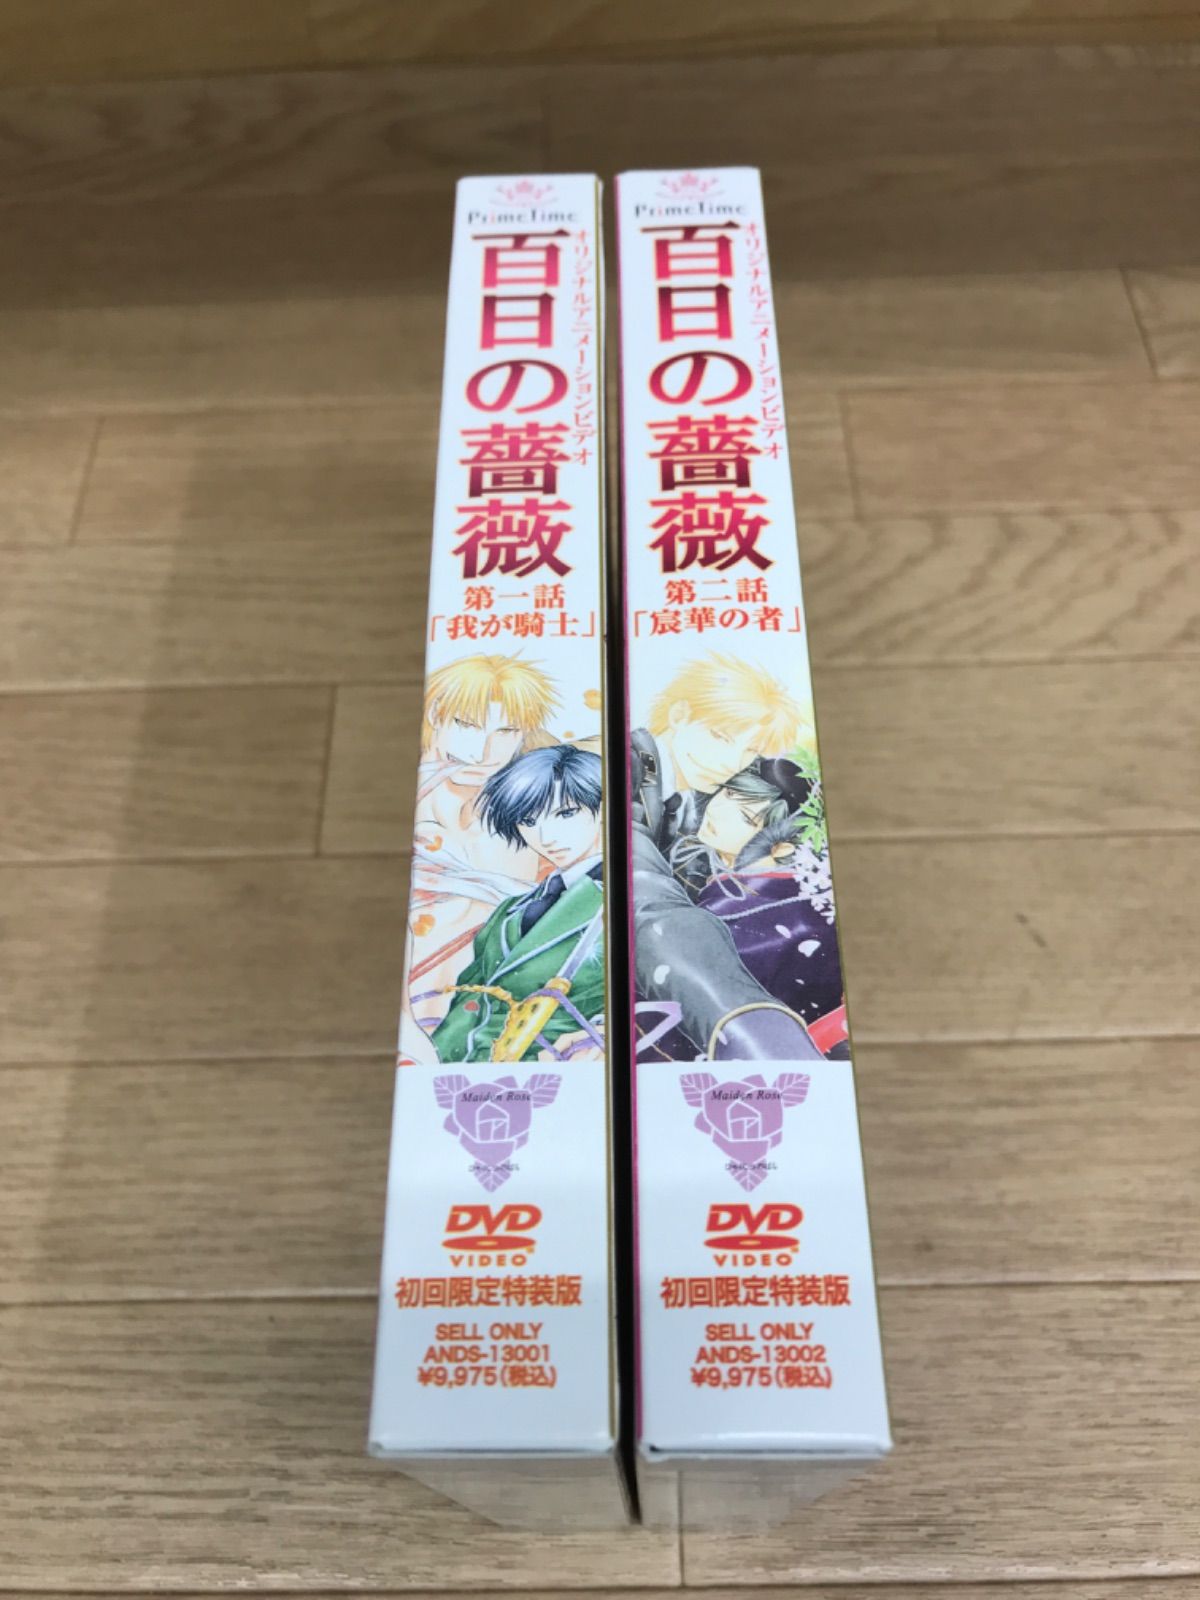 PrimeTime
オリジナルアニメーションビデオ
百日の薔薇
第一話
「我が騎士」
Maiden Rose
DVD
VIDEO
初回限定特装版
SELL ONLY
ANDS-13001
¥9,975(税込)
PrimeTime
オリジナルアニメーションビデオ
百日の薔薇
第二話
「宸華の者」
Maiden Rose
DVD
VIDEO
初回限定特装版
SELL ONLY
ANDS-13002
¥9,975(税込)